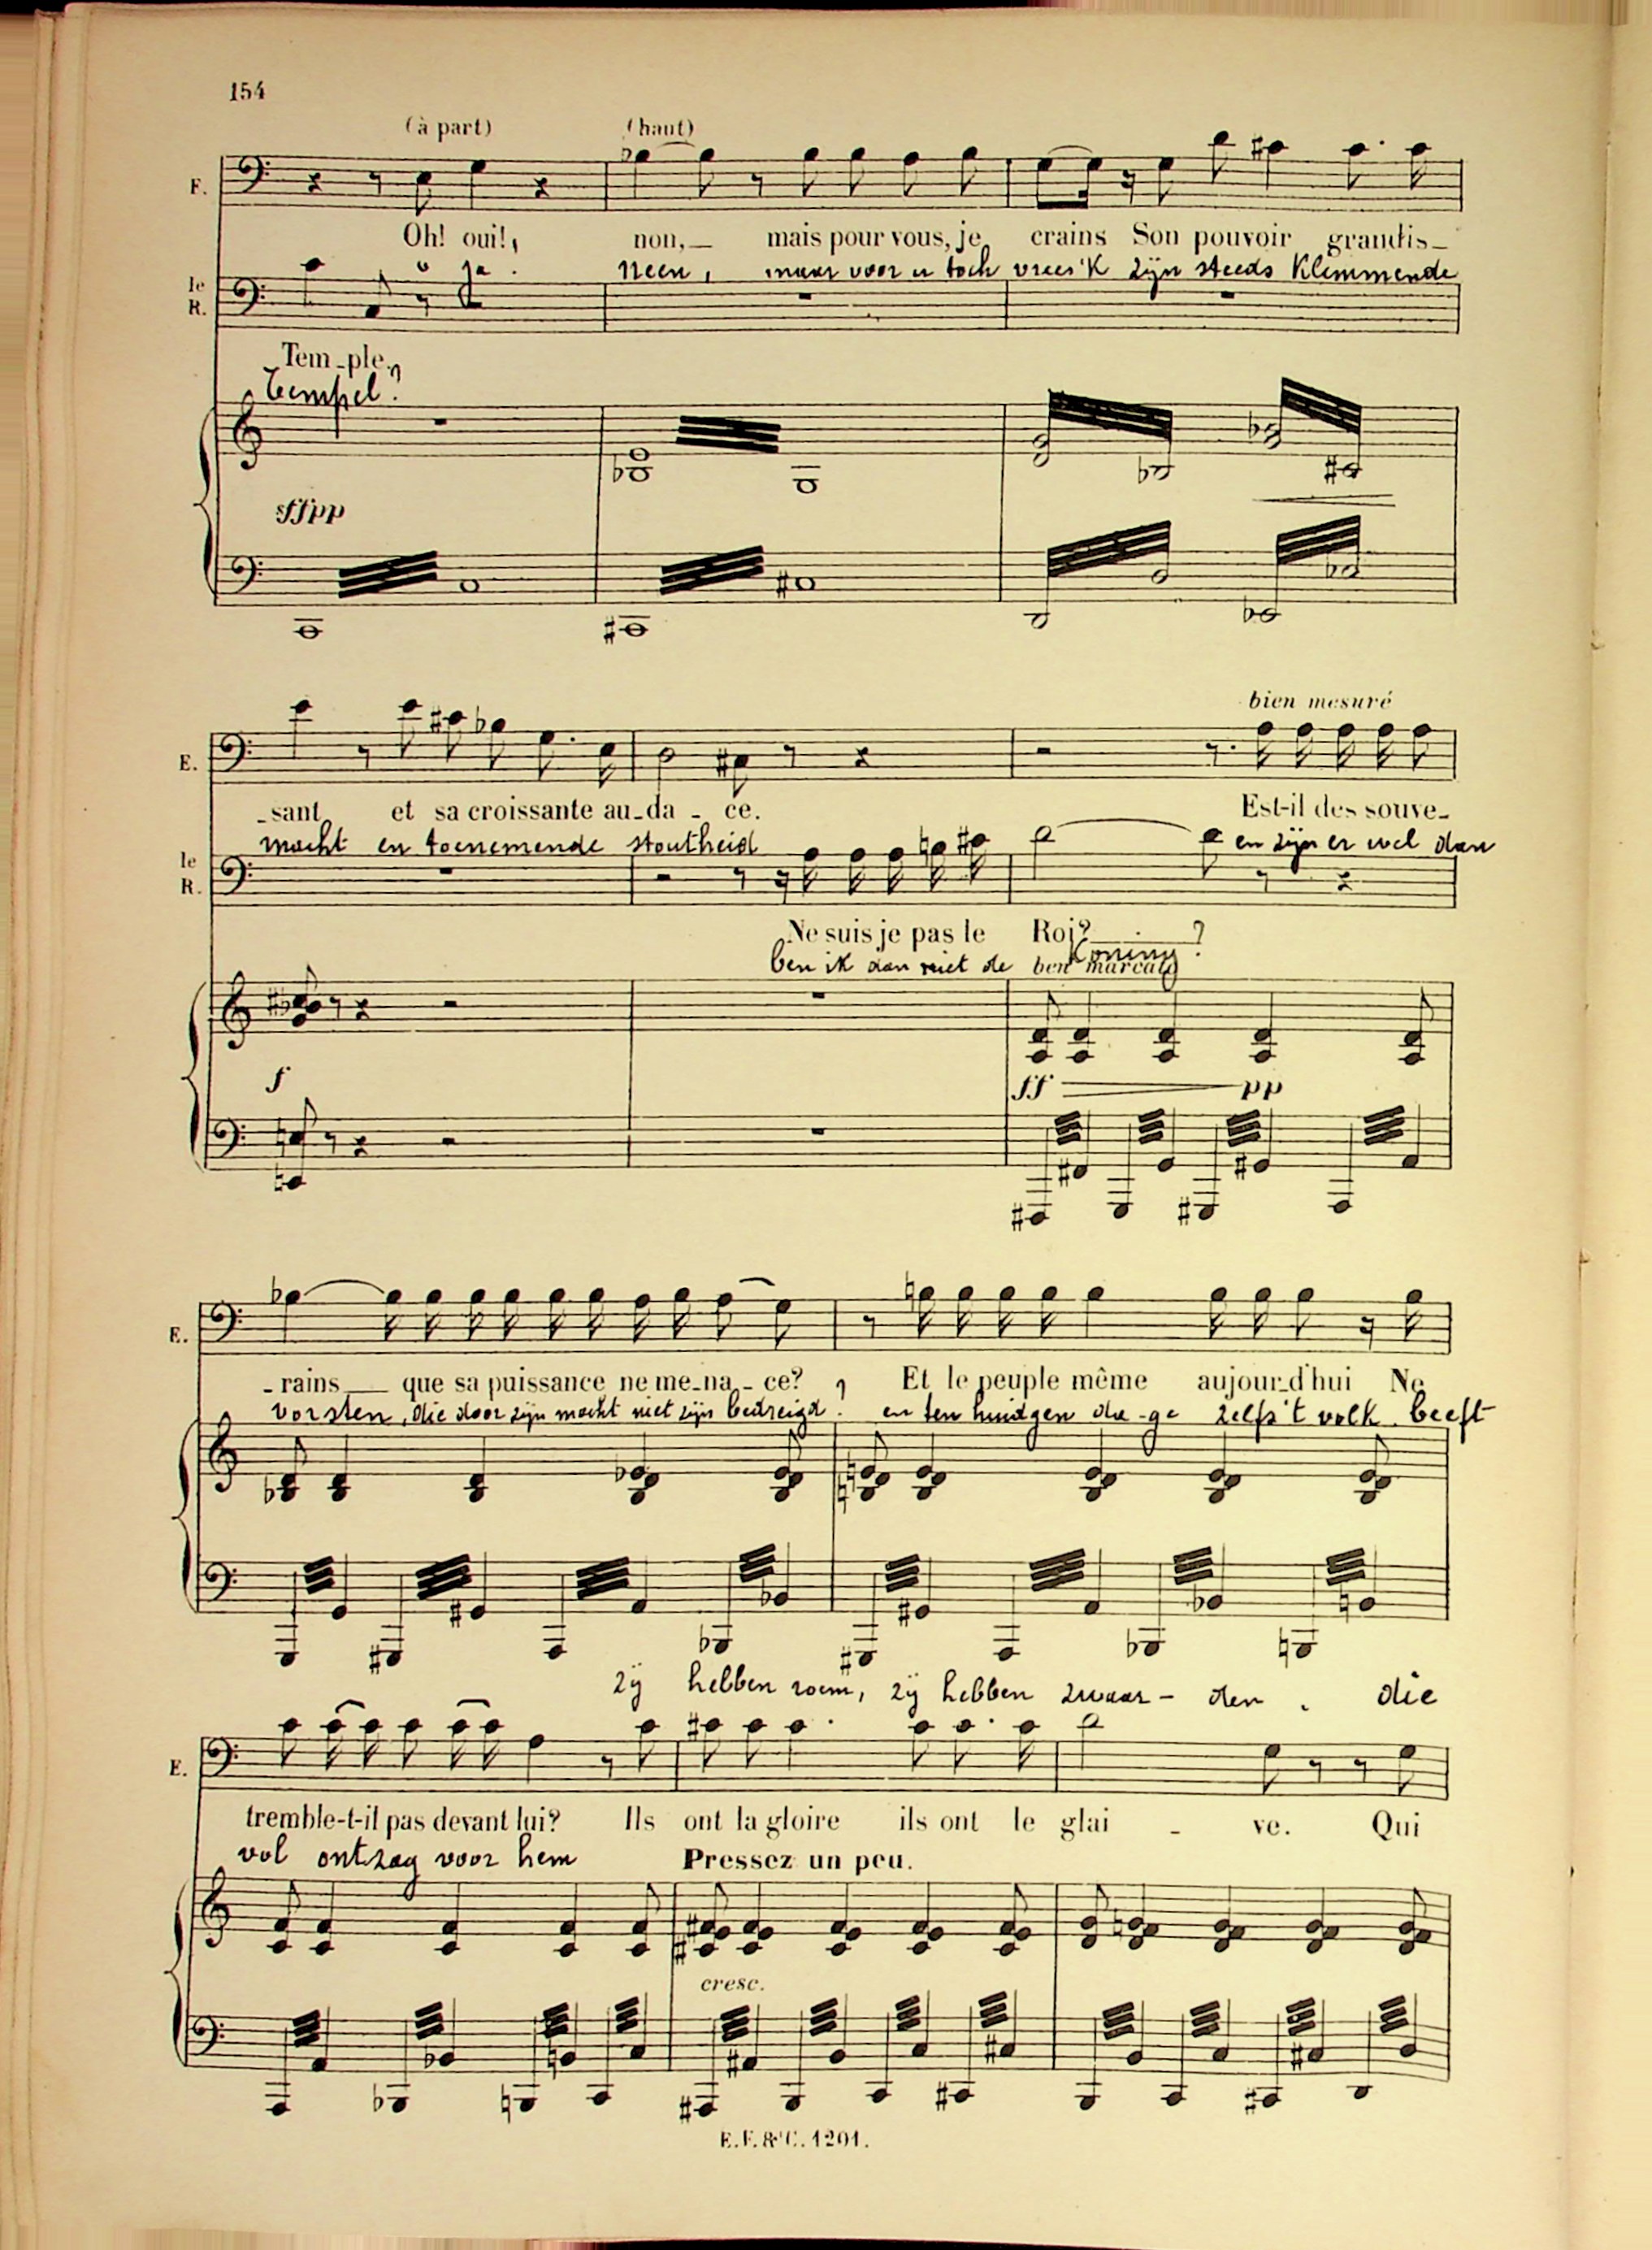 154
(à part) (haut)
F.
Oh! oui! non, mais pour vous, je crains Son pouvoir grandis-
o ja. neen, maar voor u toch vrees'k zijn steeds klimmende
le R.
Tem-ple.
tempel?
sffpp
bien mesuré
E.
-sant et sa croissante au-da-ce. Est-il des souve-
macht en toenemende stoutheid en zijn er wel dan
le R.
Ne suis je pas le Roi?
ben ik dan niet de Koning?
ben marcato
f ff pp
E.
-rains que sa puissance ne me-na-ce? Et le peuple même aujour-d'hui Ne
vorsten, die door zijn macht niet zijn bedreigd? en ten huidgen da-ge zelfs 't volk beeft
zij hebben roem, zij hebben zwaar-den, die
E.
tremble-t-il pas devant lui? Ils ont la gloire ils ont le glai-ve. Qui
vol ontzag voor hem
Pressez un peu.
cresc.
E.F. & Cie. 1201.